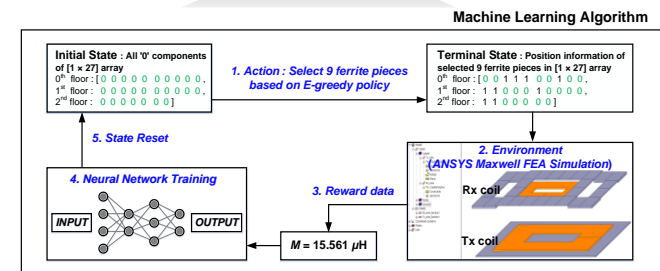 Machine Learning Algorithm
Initial State : All '0' components
of [1 × 27] array
0th floor : [ 0 0 0 0 0 0 0 0 0 0,
1st floor : 0 0 0 0 0 0 0 0 0 0,
2nd floor : 0 0 0 0 0 0 0 ]
1. Action : Select 9 ferrite pieces
based on E-greedy policy
Terminal State : Position information of
selected 9 ferrite pieces in [1 × 27] array
0th floor : [ 0 0 1 1 1 0 0 1 0 0,
1st floor : 1 1 0 0 0 1 0 0 0 0,
2nd floor : 1 1 0 0 0 0 0 ]
5. State Reset
2. Environment
(ANSYS Maxwell FEA Simulation)
Rx coil
Tx coil
3. Reward data
4. Neural Network Training
INPUT
OUTPUT
M = 15.561 μH